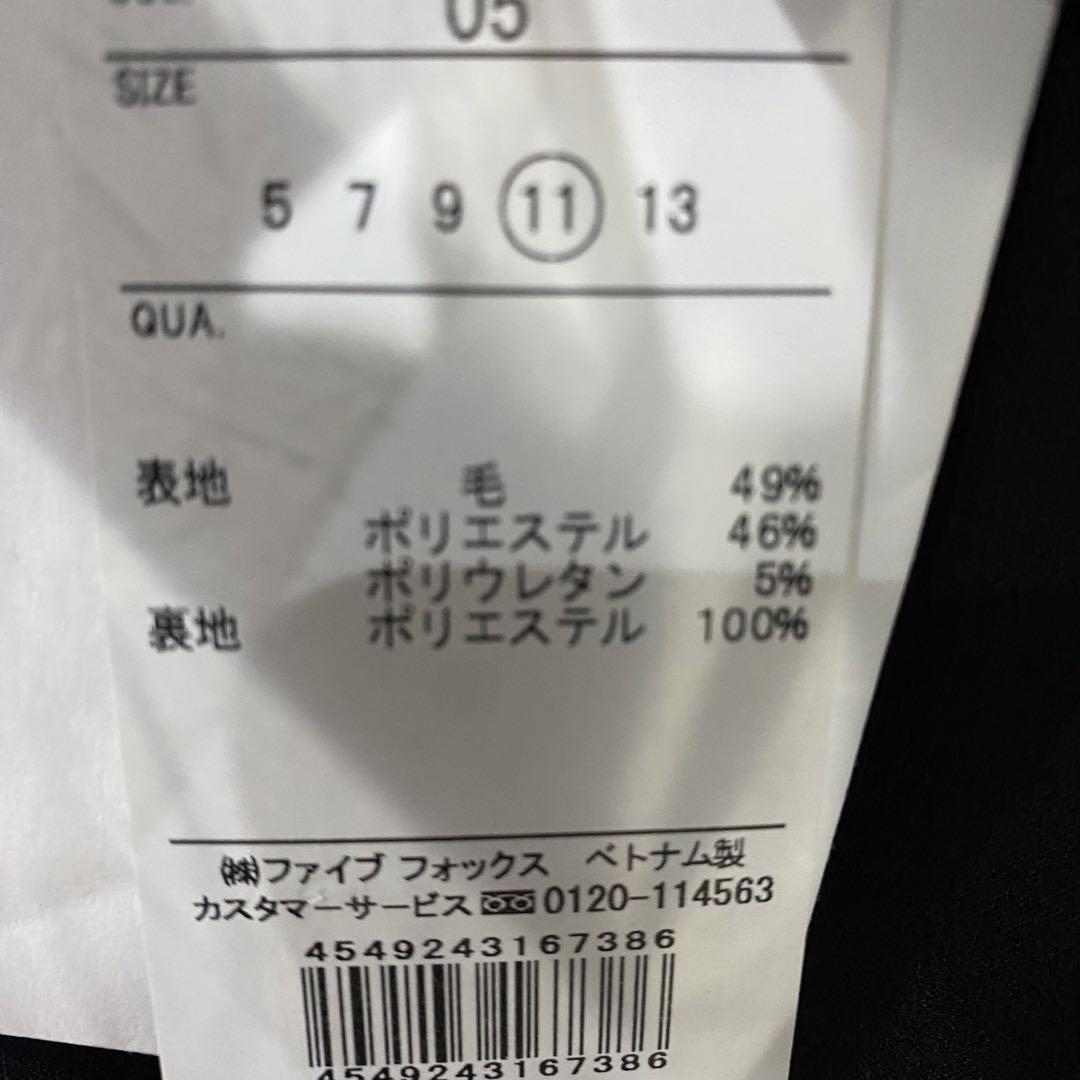 05
SIZE
5 7 9 11 13
QUA.
表地 毛 49%
ポリエステル 46%
ポリウレタン 5%
裏地 ポリエステル 100%
㈱ファイブ フォックス ベトナム製
カスタマーサービス 0120-114563
4549243167386
4549243167386